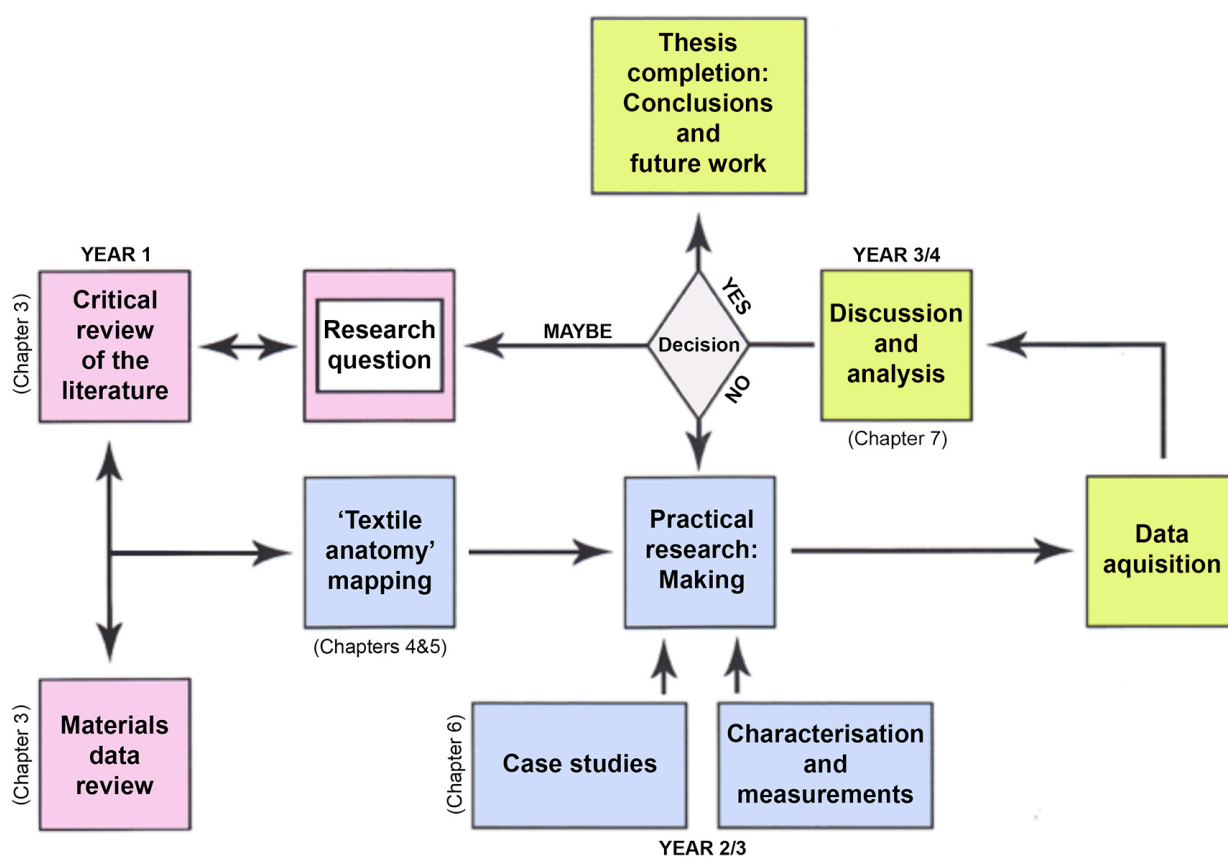 Thesis
completion:
Conclusions
and
future work
YEAR 1
YEAR 3/4
(Chapter 3)
Critical
review
of the
literature
Research
question
MAYBE
YES
Decision
NO
Discussion
and
analysis
(Chapter 7)
‘Textile
anatomy’
mapping
(Chapters 4&5)
Practical
research:
Making
Data
aquisition
(Chapter 3)
Materials
data
review
(Chapter 6)
Case studies
Characterisation
and
measurements
YEAR 2/3